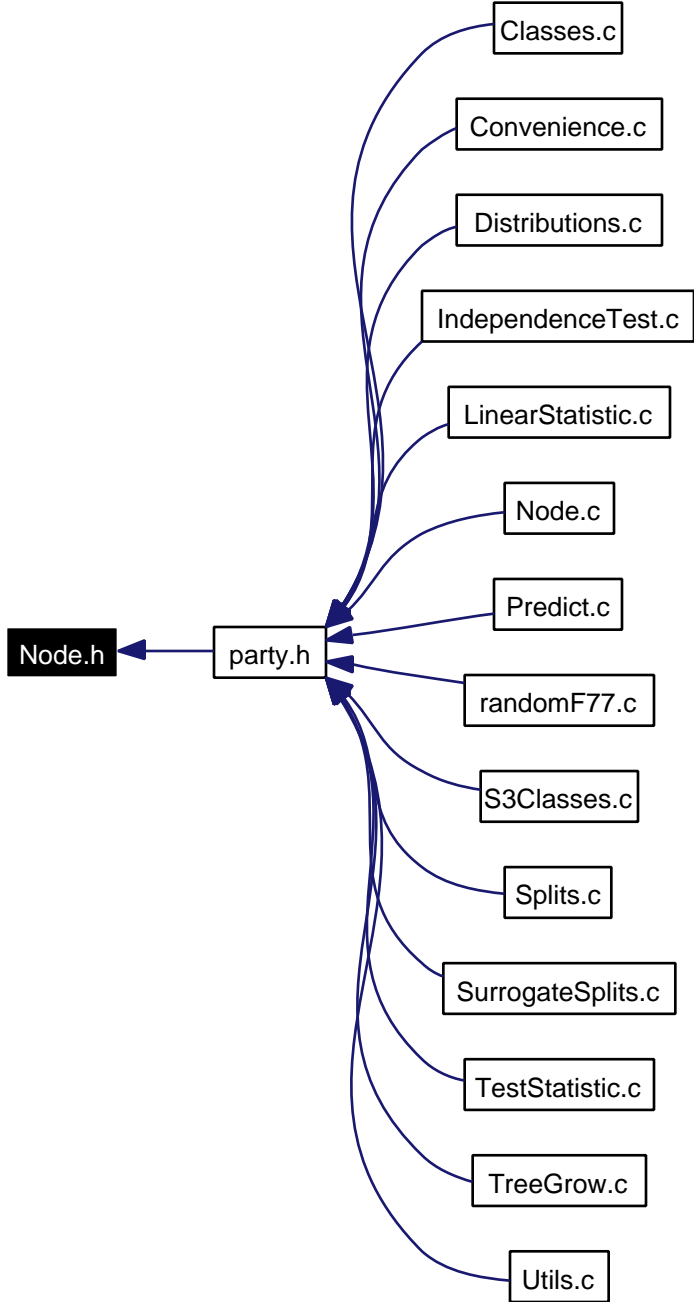 Classes.c
Convenience.c
Distributions.c
IndependenceTest.c
LinearStatistic.c
Node.c
Predict.c
Node.h
party.h
randomF77.c
S3Classes.c
Splits.c
SurrogateSplits.c
TestStatistic.c
TreeGrow.c
Utils.c